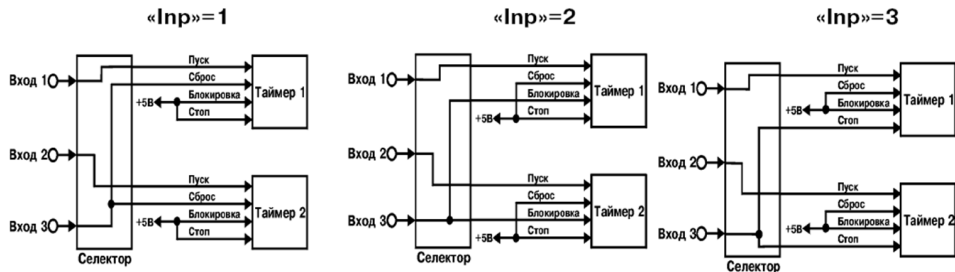 «Inp»=1
Вход 1
Вход 2
Вход 3
Пуск
Сброс
Блокировка
Стоп
+5В
Таймер 1
Пуск
Сброс
Блокировка
Стоп
+5В
Таймер 2
Селектор
«Inp»=2
Вход 1
Вход 2
Вход 3
Пуск
Сброс
Блокировка
Стоп
+5В
Таймер 1
Пуск
Сброс
Блокировка
Стоп
+5В
Таймер 2
Селектор
«Inp»=3
Вход 1
Вход 2
Вход 3
Пуск
Сброс
Блокировка
Стоп
+5В
Таймер 1
Пуск
Сброс
Блокировка
Стоп
+5В
Таймер 2
Селектор